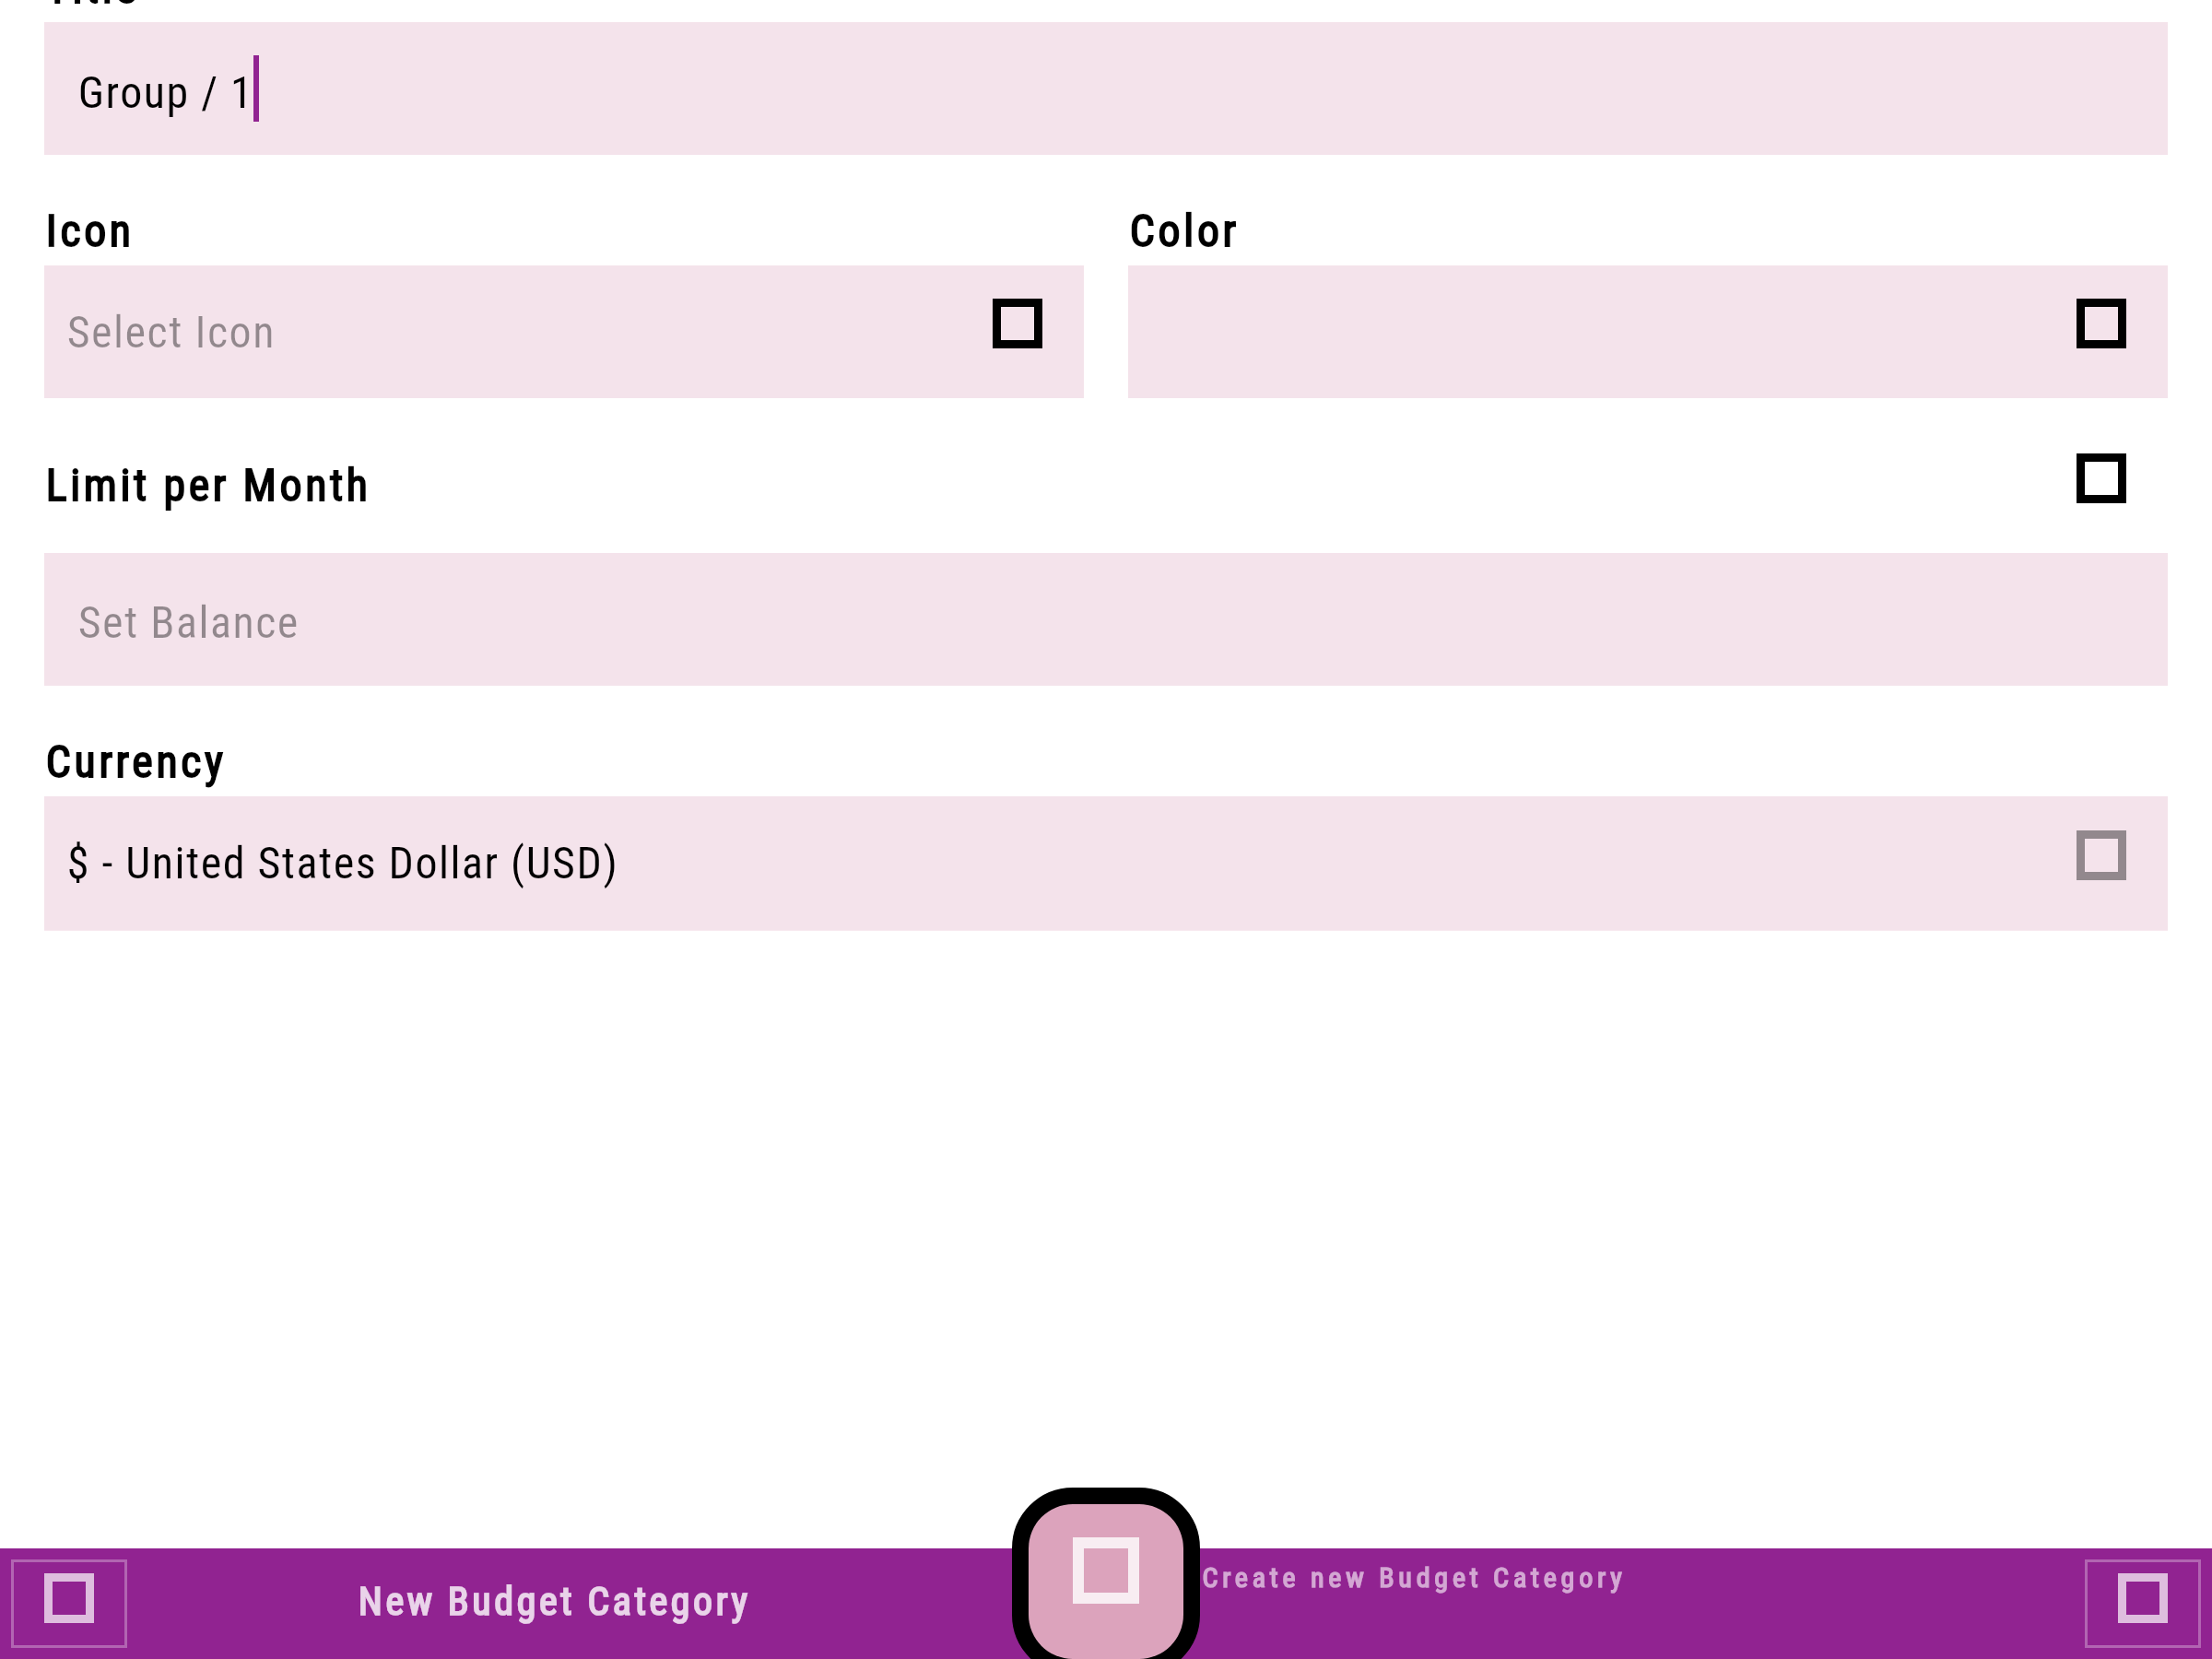 Group / 1
Icon
Color
Select Icon
Limit per Month
Set Balance
Currency
$ - United States Dollar (USD)
New Budget Category
Create new Budget Category